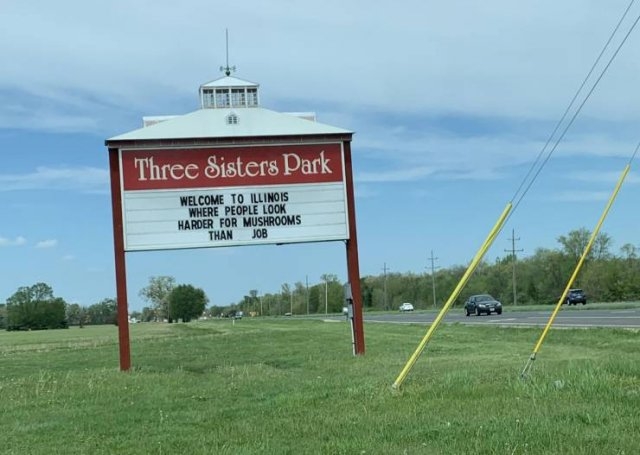 Three Sisters Park
WELCOME TO ILLINOIS
WHERE PEOPLE LOOK
HARDER FOR MUSHROOMS
THAN JOB